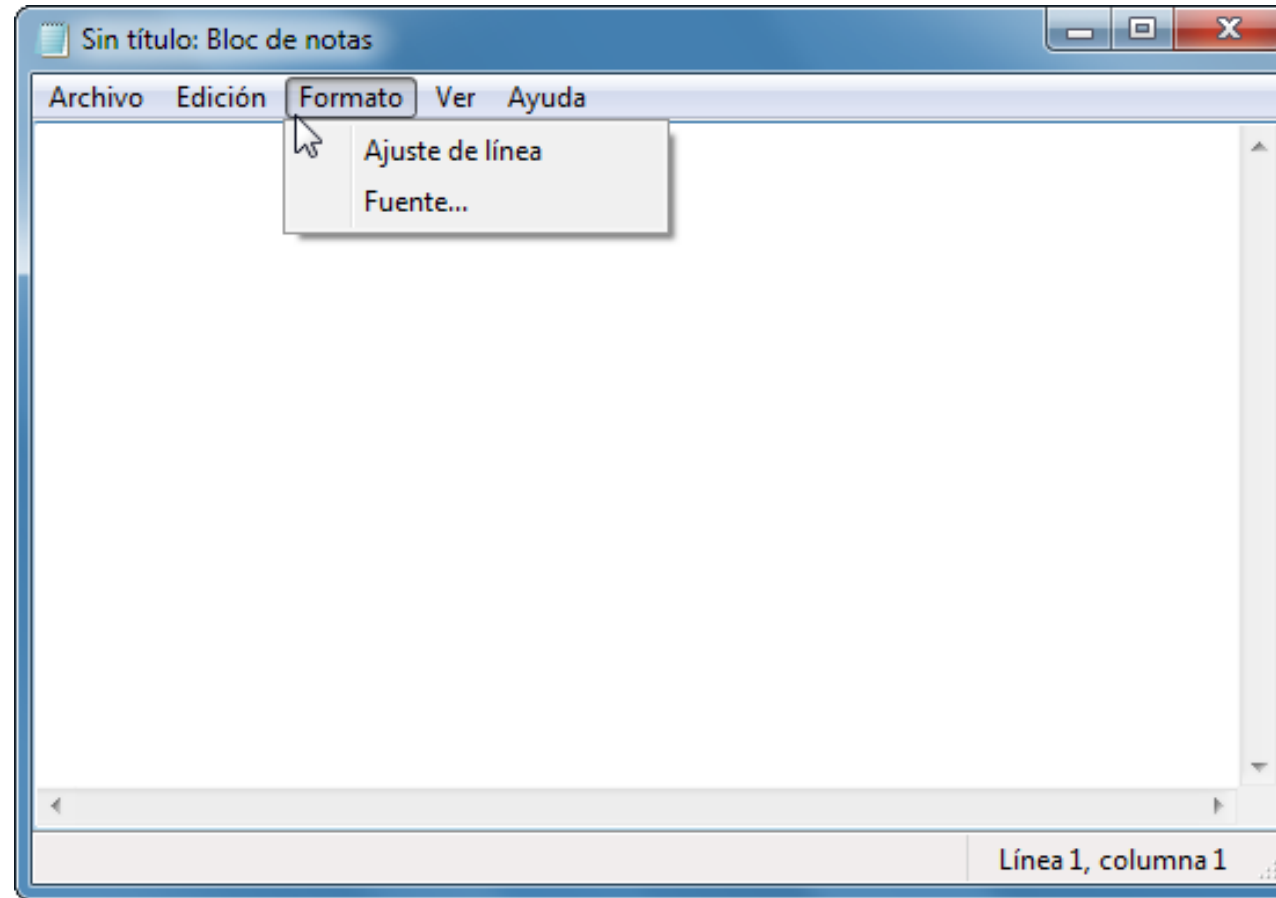 Sin título: Bloc de notas
Archivo Edición Formato Ver Ayuda
Ajuste de línea
Fuente...
Línea 1, columna 1